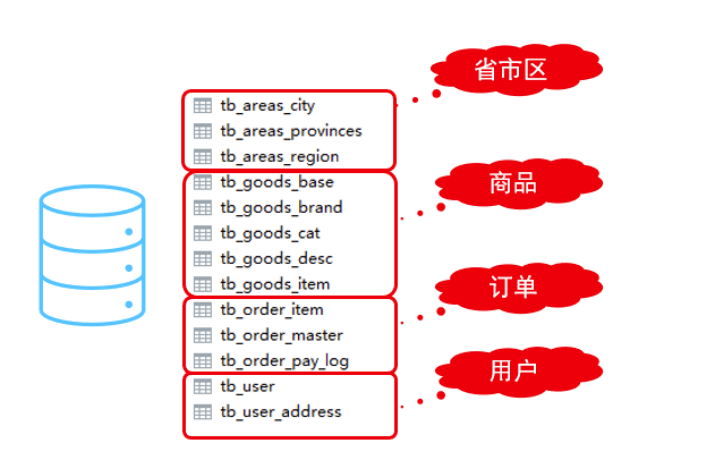 省市区
tb_areas_city
tb_areas_provinces
tb_areas_region
商品
tb_goods_base
tb_goods_brand
tb_goods_cat
tb_goods_desc
tb_goods_item
订单
tb_order_item
tb_order_master
tb_order_pay_log
用户
tb_user
tb_user_address